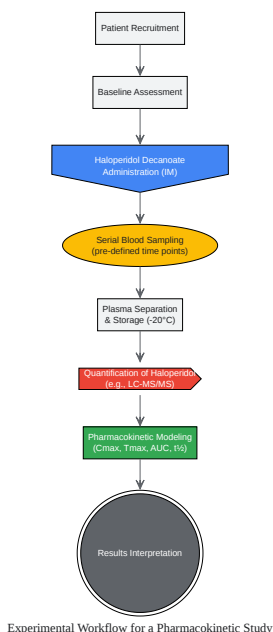 Patient Recruitment
Baseline Assessment
Haloperidol Decanoate
Administration (IM)
Serial Blood Sampling
(pre-defined time points)
Plasma Separation
& Storage (-20°C)
Quantification of Haloperidol
(e.g., LC-MS/MS)
Pharmacokinetic Modeling
(Cmax, Tmax, AUC, t½)
Results Interpretation
Experimental Workflow for a Pharmacokinetic Study